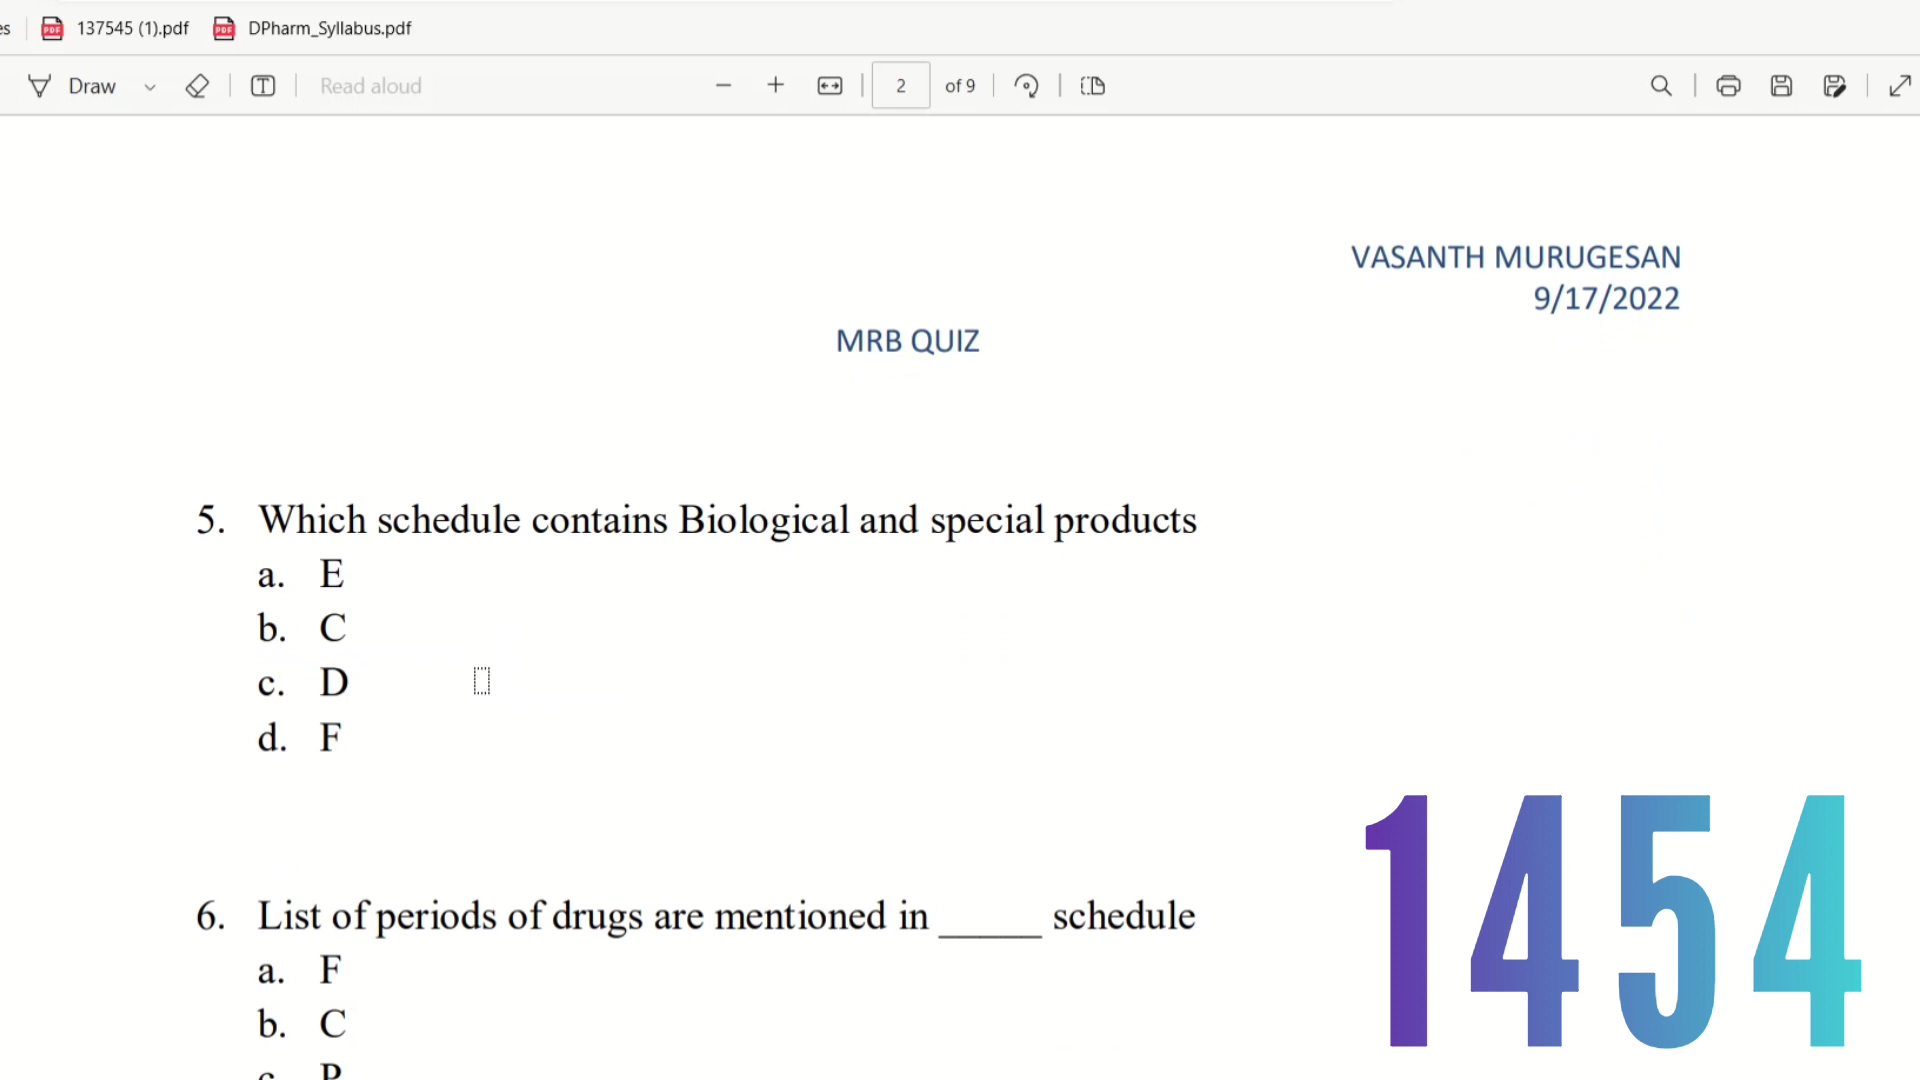 es 137545 (1).pdf DPharm_Syllabus.pdf
Draw Read aloud 2 of 9
VASANTH MURUGESAN
9/17/2022
MRB QUIZ
5. Which schedule contains Biological and special products
a. E
b. C
c. D
d. F
6. List of periods of drugs are mentioned in _____ schedule
a. F
b. C
c. P
1454